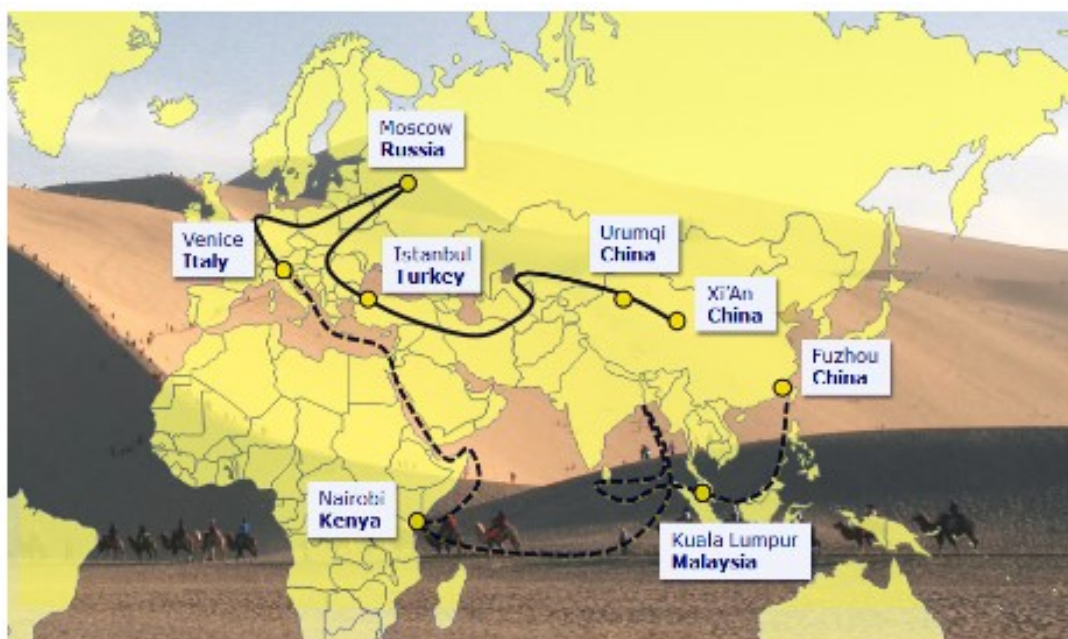 Moscow
Russia
Venice
Italy
Istanbul
Turkey
Urumqi
China
Xi'An
China
Fuzhou
China
Nairobi
Kenya
Kuala Lumpur
Malaysia